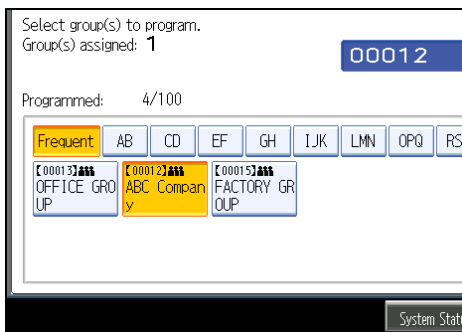 Select group(s) to program.
Group(s) assigned: 1
00012
Programmed: 4/100
Frequent AB CD EF GH IJK LMN OPQ RS
【00013】 【00012】 【00015】
OFFICE GRO ABC Compan FACTORY GR
UP y OUP
System Statu